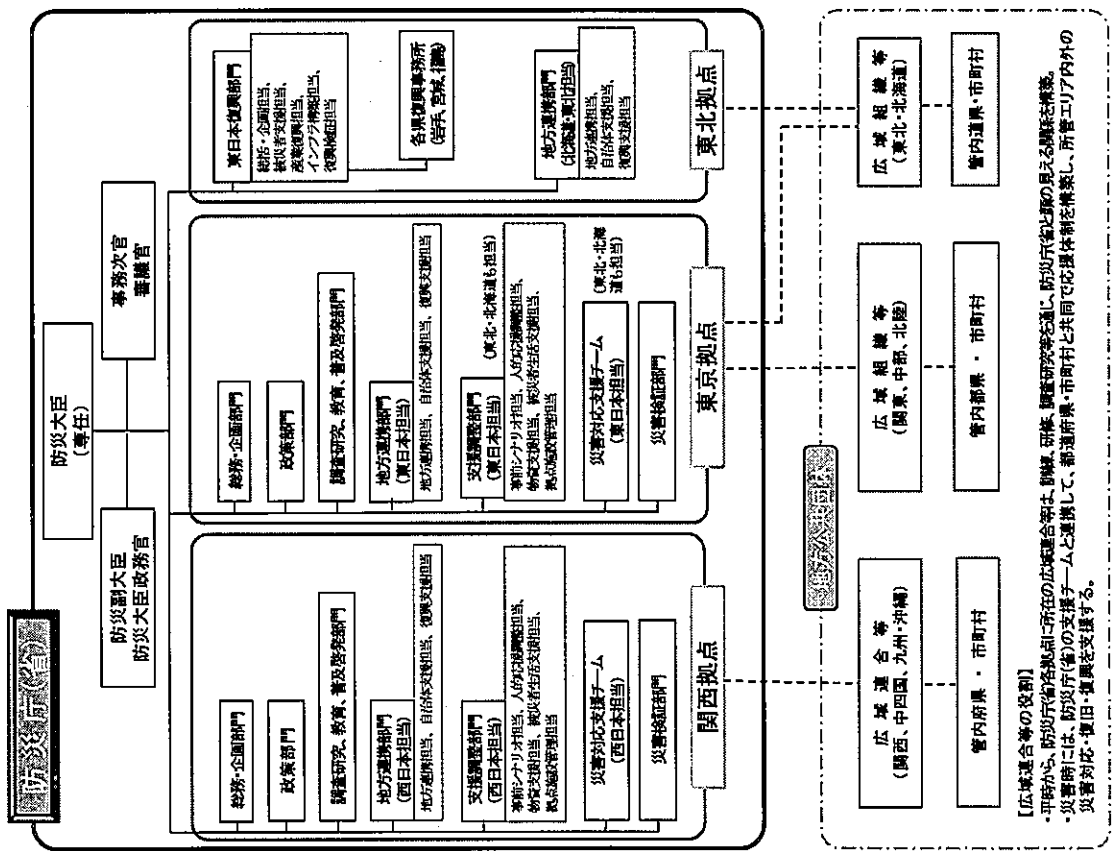 防災庁(省)
防災大臣
(専任)
防災副大臣
防災大臣政務官
事務次官
審議官
総務・企画部門
政策部門
調査研究、教育、普及啓発部門
地方連携部門
(西日本担当)
地方連携担当、自治体支援担当、復興支援担当
支援調整部門
(西日本担当)
事前シナリオ担当、人的応援調整担当、
物資支援担当、被災者生活支援担当、
拠点施設管理担当
災害対応支援チーム
(西日本担当)
災害検証部門
関西拠点
総務・企画部門
政策部門
調査研究、教育、普及啓発部門
地方連携部門
(東日本担当)
地方連携担当、自治体支援担当、復興支援担当
支援調整部門
(東日本担当)
(東北・北海道も担当)
事前シナリオ担当、人的応援調整担当、
物資支援担当、被災者生活支援担当、
拠点施設管理担当
災害対応支援チーム
(東日本担当)
(東北・北海
道も担当)
災害検証部門
東京拠点
東日本復興部門
総括・企画担当、
被災者支援担当、
産業復興担当、
インフラ構築担当、
復興検証担当
各県復興事務所
(岩手、宮城、福島)
地方連携部門
(北海道・東北担当)
地方連携担当、
自治体支援担当、
復興支援担当
東北拠点
地方公共団体
広域連合等
(関西、中四国、九州・沖縄)
管内府県・市町村
広域組織等
(関東、中部、北陸)
管内都県・市町村
広域組織等
(東北・北海道)
管内道県・市町村
【広域連合等の役割】
・平時から、防災庁(省)各拠点に所在の広域連合等は、訓練、研修、調査研究等を通し、防災庁(省)と顔の見える関係を構築。
・災害時には、防災庁(省)の支援チームと連携して、都道府県・市町村と共同で応援体制を構築し、所管エリア内外の
災害対応・復旧・復興を支援する。